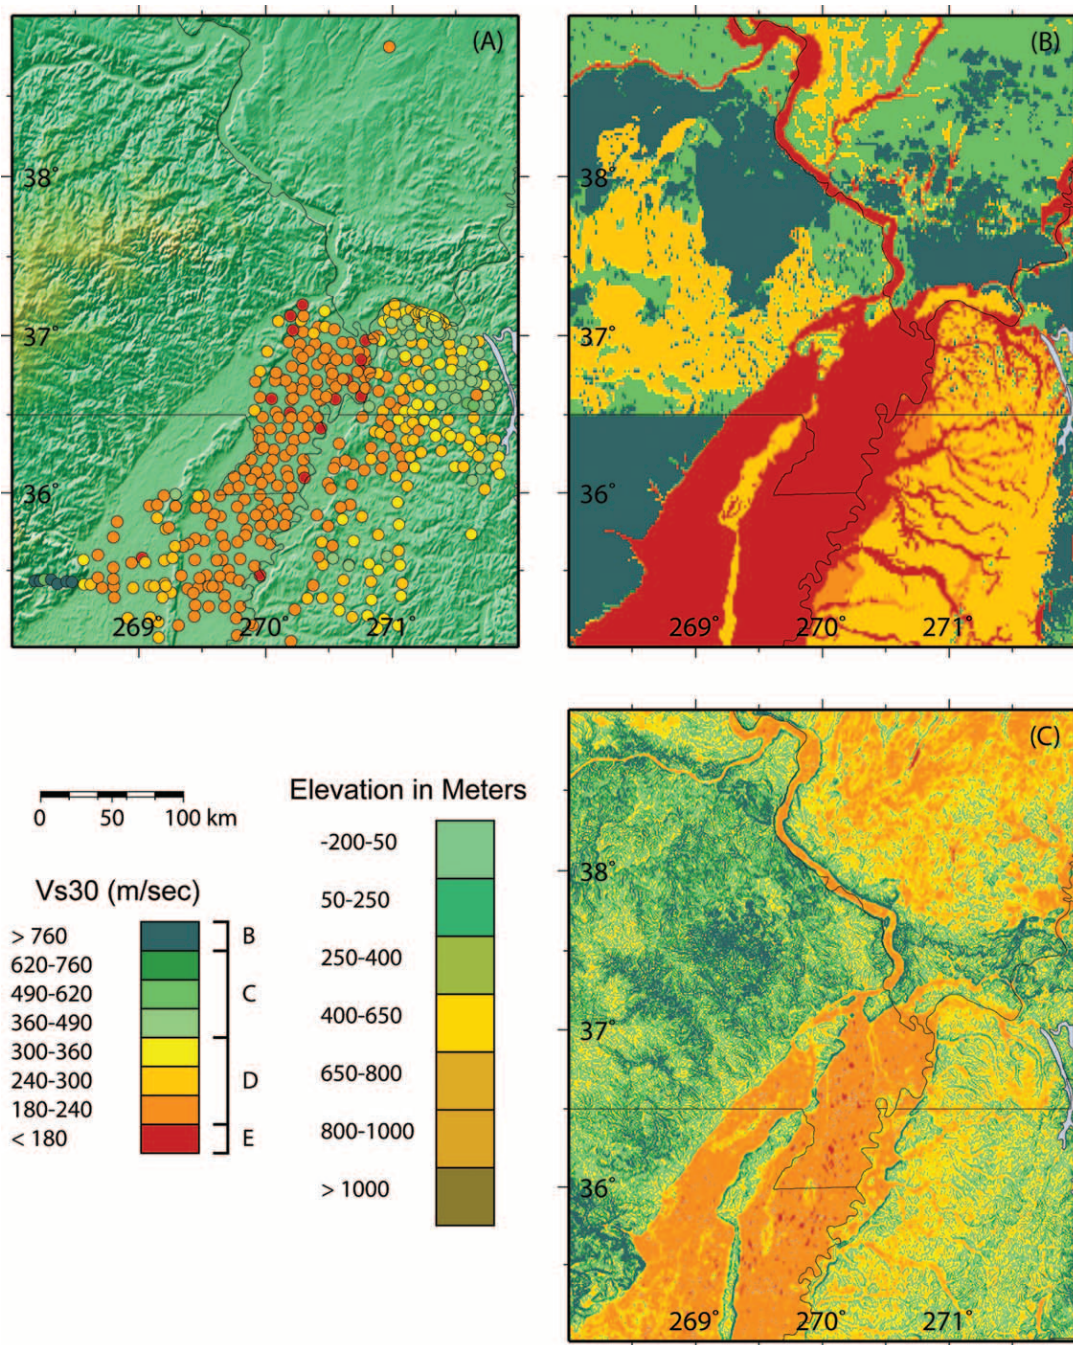 (A)
38°
37°
36°
269° 270° 271°
(B)
38°
37°
36°
269° 270° 271°
0 50 100 km
Vs30 (m/sec)
> 760
620-760
490-620
360-490
300-360
240-300
180-240
< 180
B
C
D
E
Elevation in Meters
-200-50
50-250
250-400
400-650
650-800
800-1000
> 1000
(C)
38°
37°
36°
269° 270° 271°